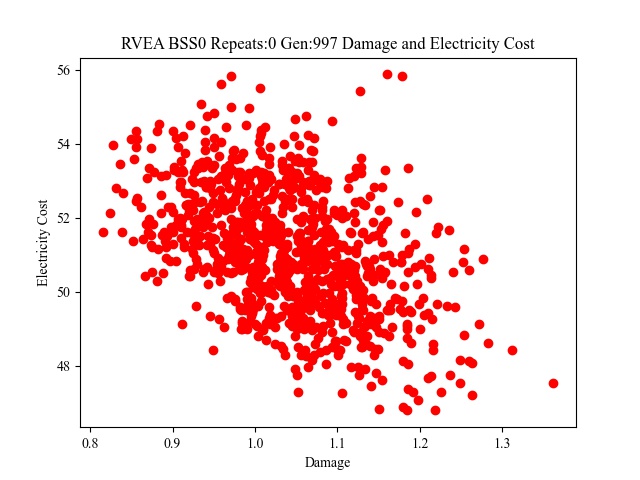 RVEA BSS0 Repeats:0 Gen:997 Damage and Electricity Cost
56
54
52
50
48
Electricity Cost
0.8 0.9 1.0 1.1 1.2 1.3
Damage